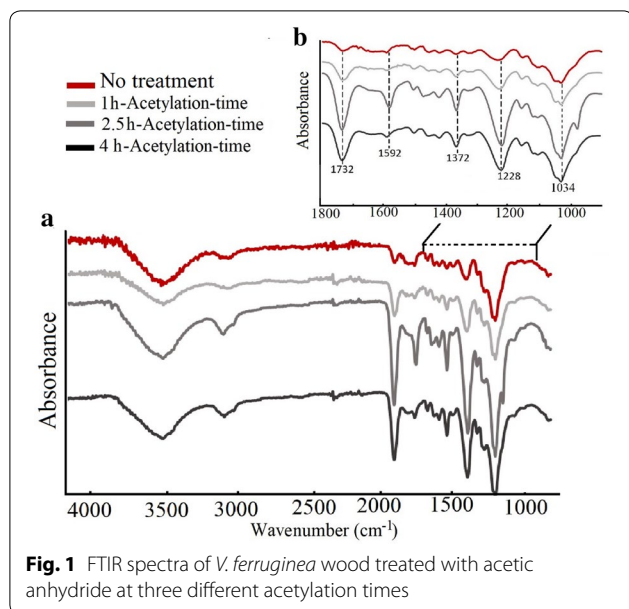 b
No treatment
1h-Acetylation-time
2.5h-Acetylation-time
4 h-Acetylation-time
Absorbance
1732
1592
1372
1228
1034
1800 1600 1400 1200 1000
a
Absorbance
4000 3500 3000 2500 2000 1500 1000
Wavenumber (cm⁻¹)
Fig. 1 FTIR spectra of V. ferruginea wood treated with acetic
anhydride at three different acetylation times